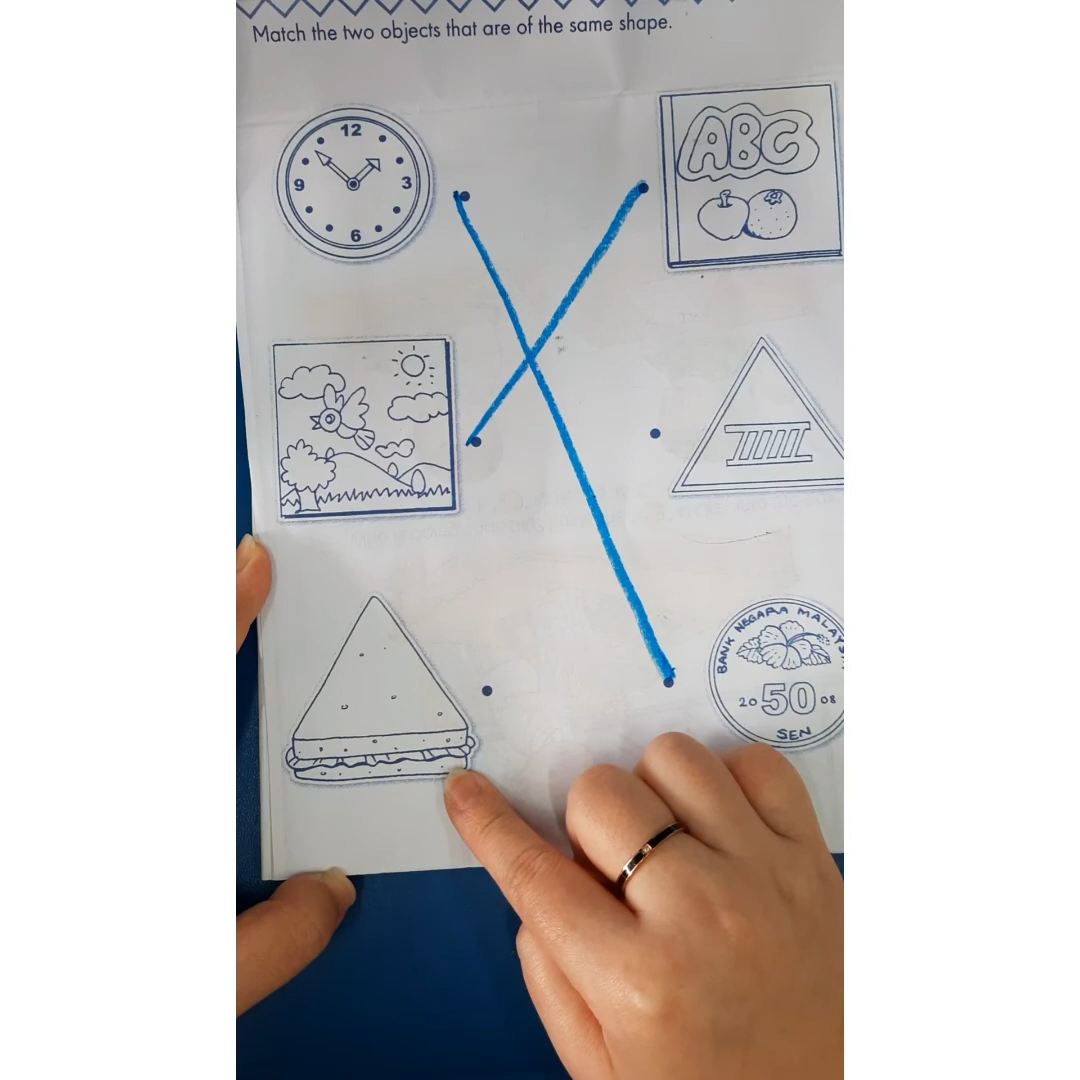 Match the two objects that are of the same shape.
12
9 3
6
ABC
BANK NEGARA
20 50 08
SEN